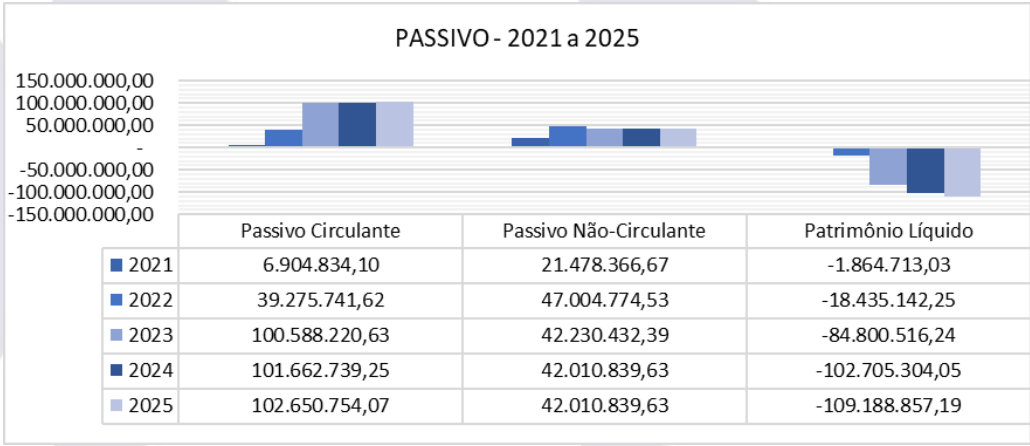 PASSIVO - 2021 a 2025
150.000.000,00
100.000.000,00
50.000.000,00
-
-50.000.000,00
-100.000.000,00
-150.000.000,00
Passivo Circulante Passivo Não-Circulante Patrimônio Líquido
2021 6.904.834,10 21.478.366,67 -1.864.713,03
2022 39.275.741,62 47.004.774,53 -18.435.142,25
2023 100.588.220,63 42.230.432,39 -84.800.516,24
2024 101.662.739,25 42.010.839,63 -102.705.304,05
2025 102.650.754,07 42.010.839,63 -109.188.857,19